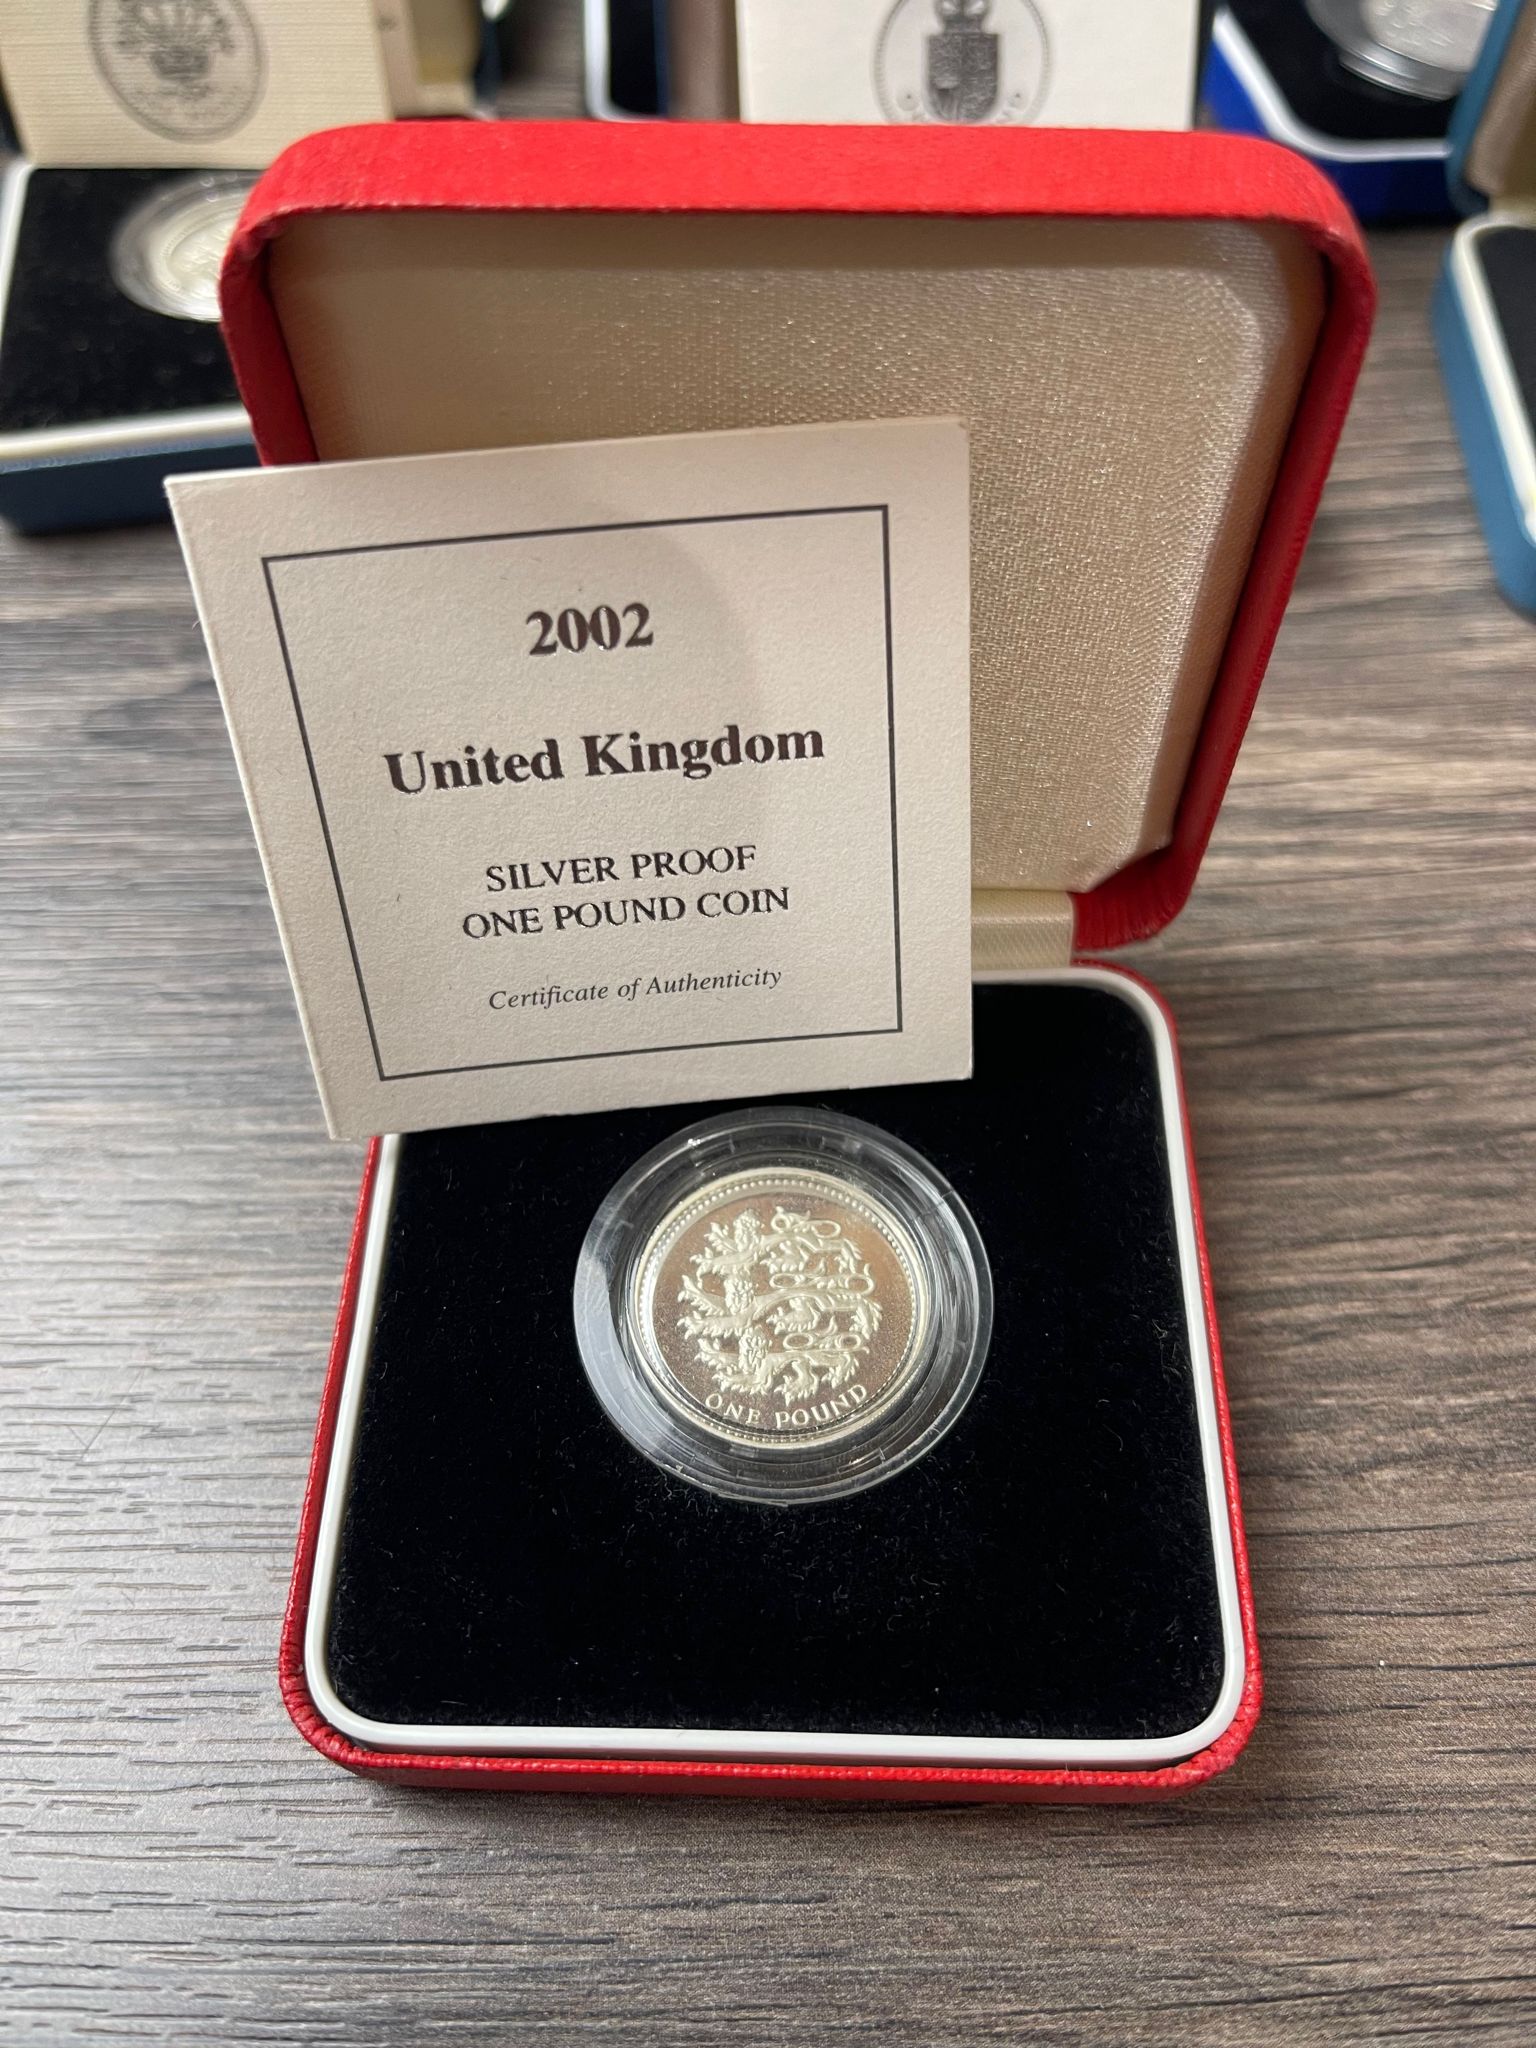 2002
United Kingdom
SILVER PROOF
ONE POUND COIN
Certificate of Authenticity
ONE POUND